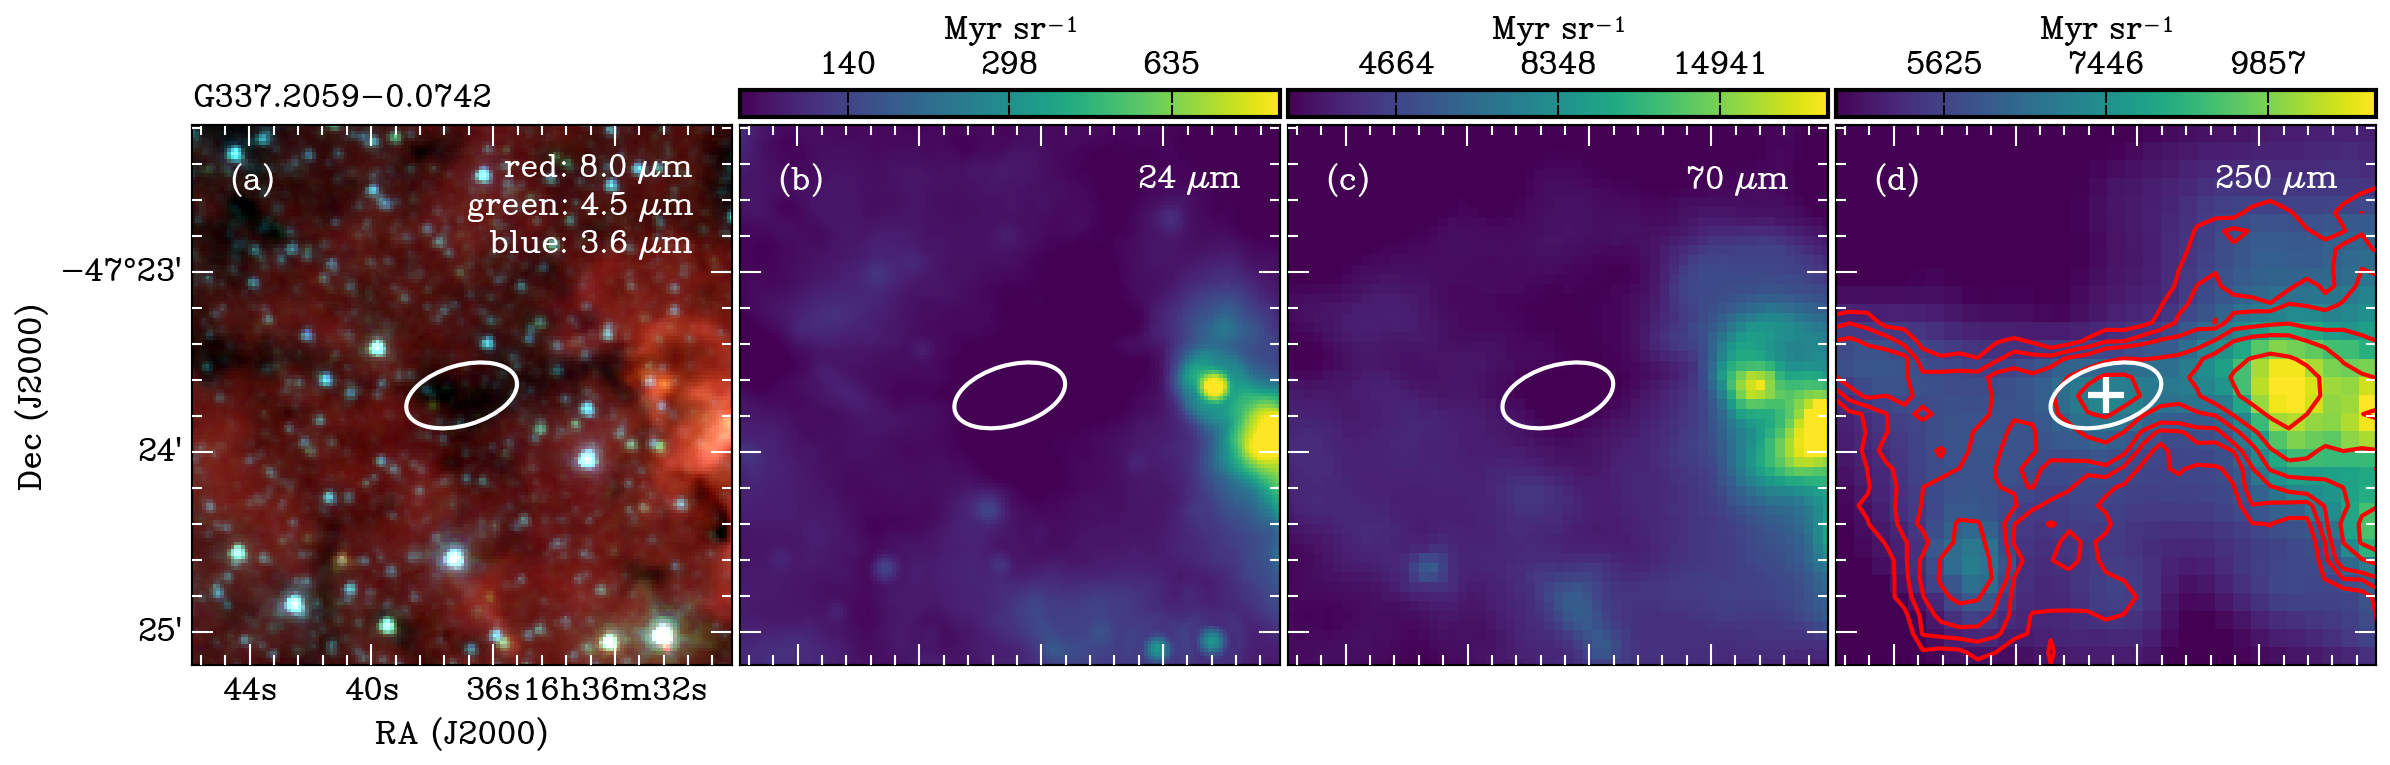 Myr sr⁻¹
140 298 635
Myr sr⁻¹
4664 8348 14941
Myr sr⁻¹
5625 7446 9857
G337.2059−0.0742
(a)
red: 8.0 μm
green: 4.5 μm
blue: 3.6 μm
(b)
24 μm
(c)
70 μm
(d)
250 μm
Dec (J2000)
−47°23'
24'
25'
44s 40s 36s 16h36m32s
RA (J2000)